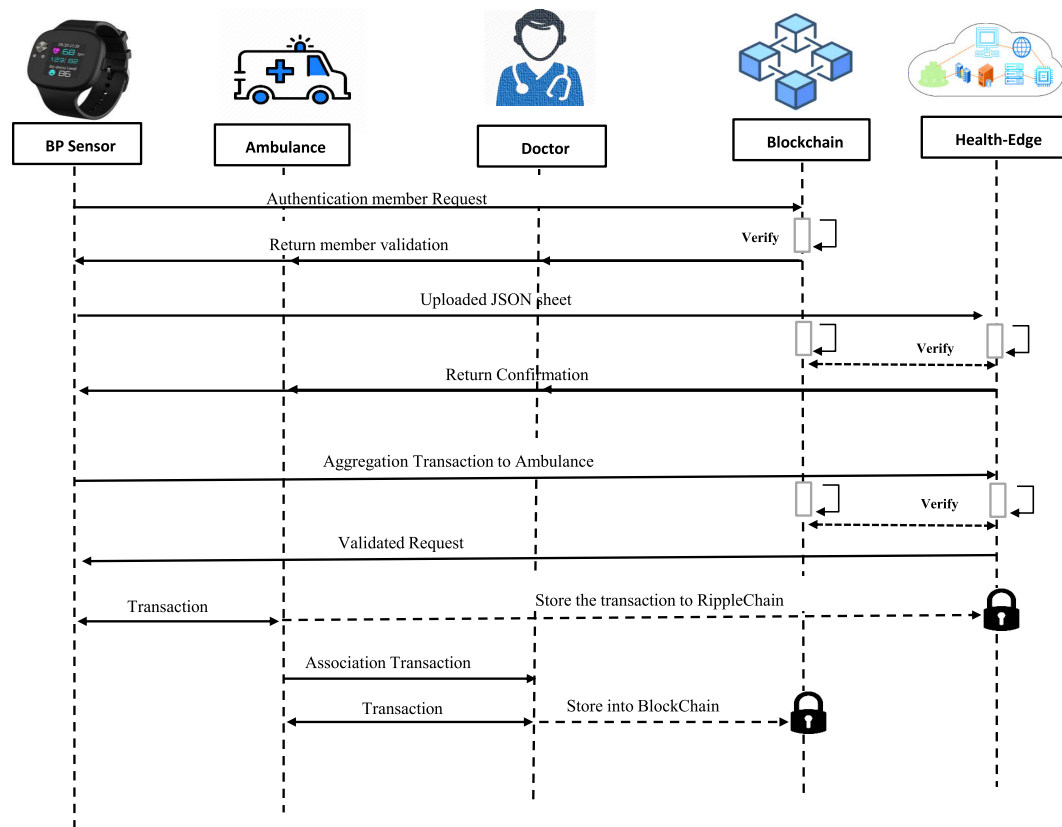 BP Sensor
Ambulance
Doctor
Blockchain
Health-Edge
Authentication member Request
Verify
Return member validation
Uploaded JSON sheet
Verify
Return Confirmation
Aggregation Transaction to Ambulance
Verify
Validated Request
Transaction
Store the transaction to RippleChain
Association Transaction
Transaction
Store into BlockChain